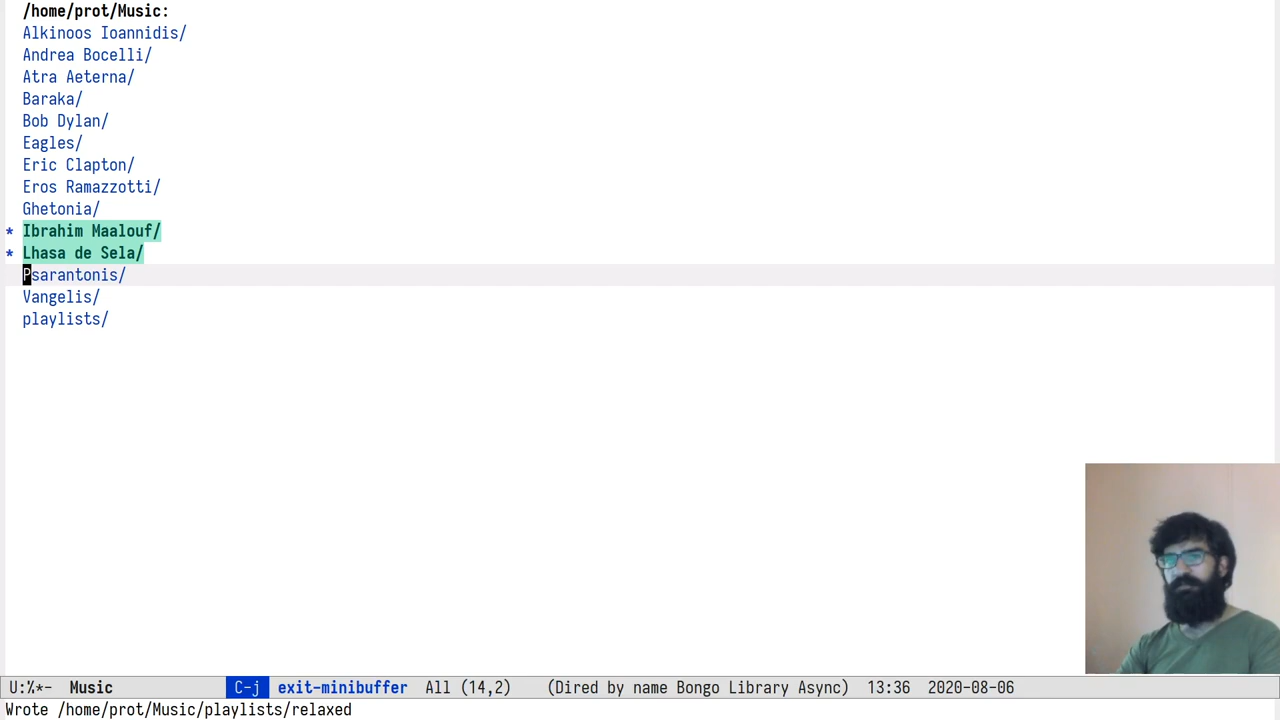 /home/prot/Music:
Alkinoos Ioannidis/
Andrea Bocelli/
Atra Aeterna/
Baraka/
Bob Dylan/
Eagles/
Eric Clapton/
Eros Ramazzotti/
Ghetonia/
* Ibrahim Maalouf/
* Lhasa de Sela/
Psarantonis/
Vangelis/
playlists/
U:%*- Music C-j exit-minibuffer All (14,2) (Dired by name Bongo Library Async) 13:36 2020-08-06
Wrote /home/prot/Music/playlists/relaxed